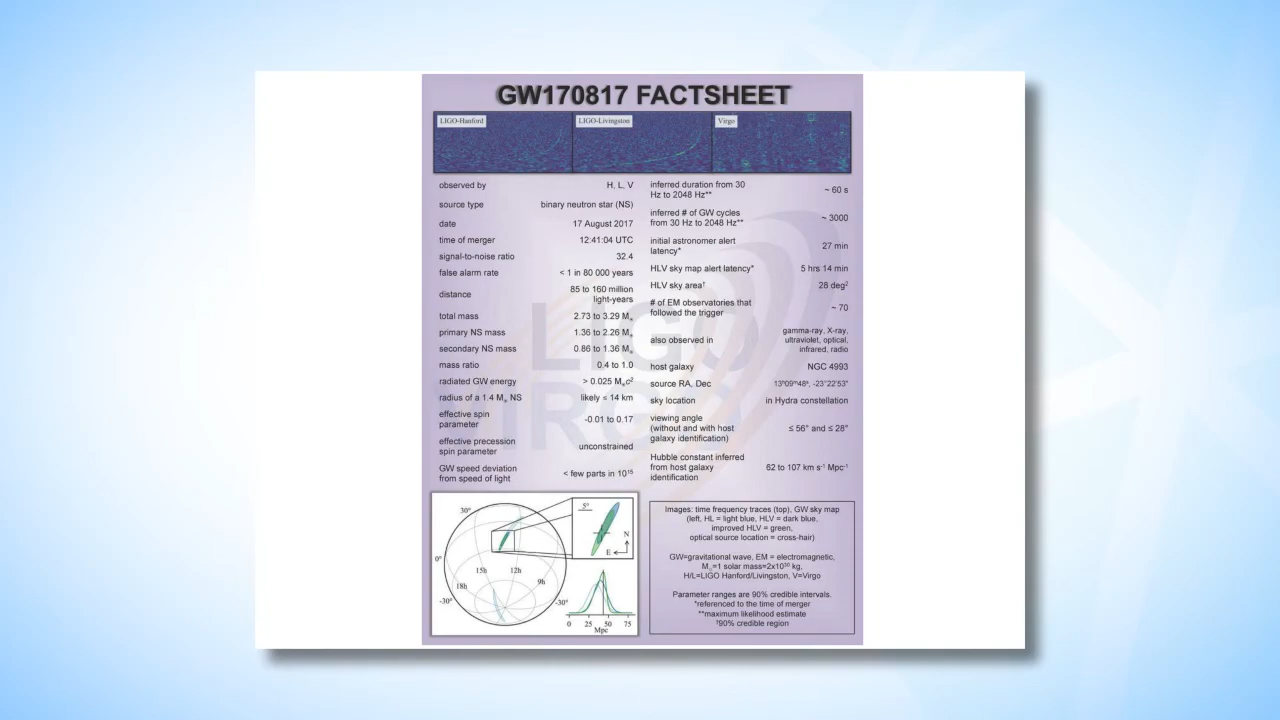 GW170817 FACTSHEET
LIGO-Hanford
LIGO-Livingston
Virgo
observed by H, L, V
source type binary neutron star (NS)
date 17 August 2017
time of merger 12:41:04 UTC
signal-to-noise ratio 32.4
false alarm rate < 1 in 80 000 years
distance 85 to 160 million
light-years
total mass 2.73 to 3.29 M☉
primary NS mass 1.36 to 2.26 M☉
secondary NS mass 0.86 to 1.36 M☉
mass ratio 0.4 to 1.0
radiated GW energy > 0.025 M☉c²
radius of a 1.4 M☉ NS likely ≤ 14 km
effective spin
parameter -0.01 to 0.17
effective precession
spin parameter unconstrained
GW speed deviation
from speed of light < few parts in 10¹⁵
inferred duration from 30
Hz to 2048 Hz** ~ 60 s
inferred # of GW cycles
from 30 Hz to 2048 Hz** ~ 3000
initial astronomer alert
latency* 27 min
HLV sky map alert latency* 5 hrs 14 min
HLV sky area† 28 deg²
# of EM observatories that
followed the trigger ~ 70
also observed in gamma-ray, X-ray,
ultraviolet, optical,
infrared, radio
host galaxy NGC 4993
source RA, Dec 13ʰ09ᵐ48ˢ, -23°22'53"
sky location in Hydra constellation
viewing angle
(without and with host
galaxy identification) ≤ 56° and ≤ 28°
Hubble constant inferred
from host galaxy
identification 62 to 107 km s⁻¹ Mpc⁻¹
LIGO
VIRGO
30°
0°
-30°
18h
15h
12h
9h
-30°
5°
N
E
0 25 50 75
Mpc
Images: time frequency traces (top), GW sky map
(left, HL = light blue, HLV = dark blue,
improved HLV = green,
optical source location = cross-hair)
GW=gravitational wave, EM = electromagnetic,
M☉=1 solar mass=2x10³⁰ kg,
H/L=LIGO Hanford/Livingston, V=Virgo
Parameter ranges are 90% credible intervals.
*referenced to the time of merger
**maximum likelihood estimate
†90% credible region